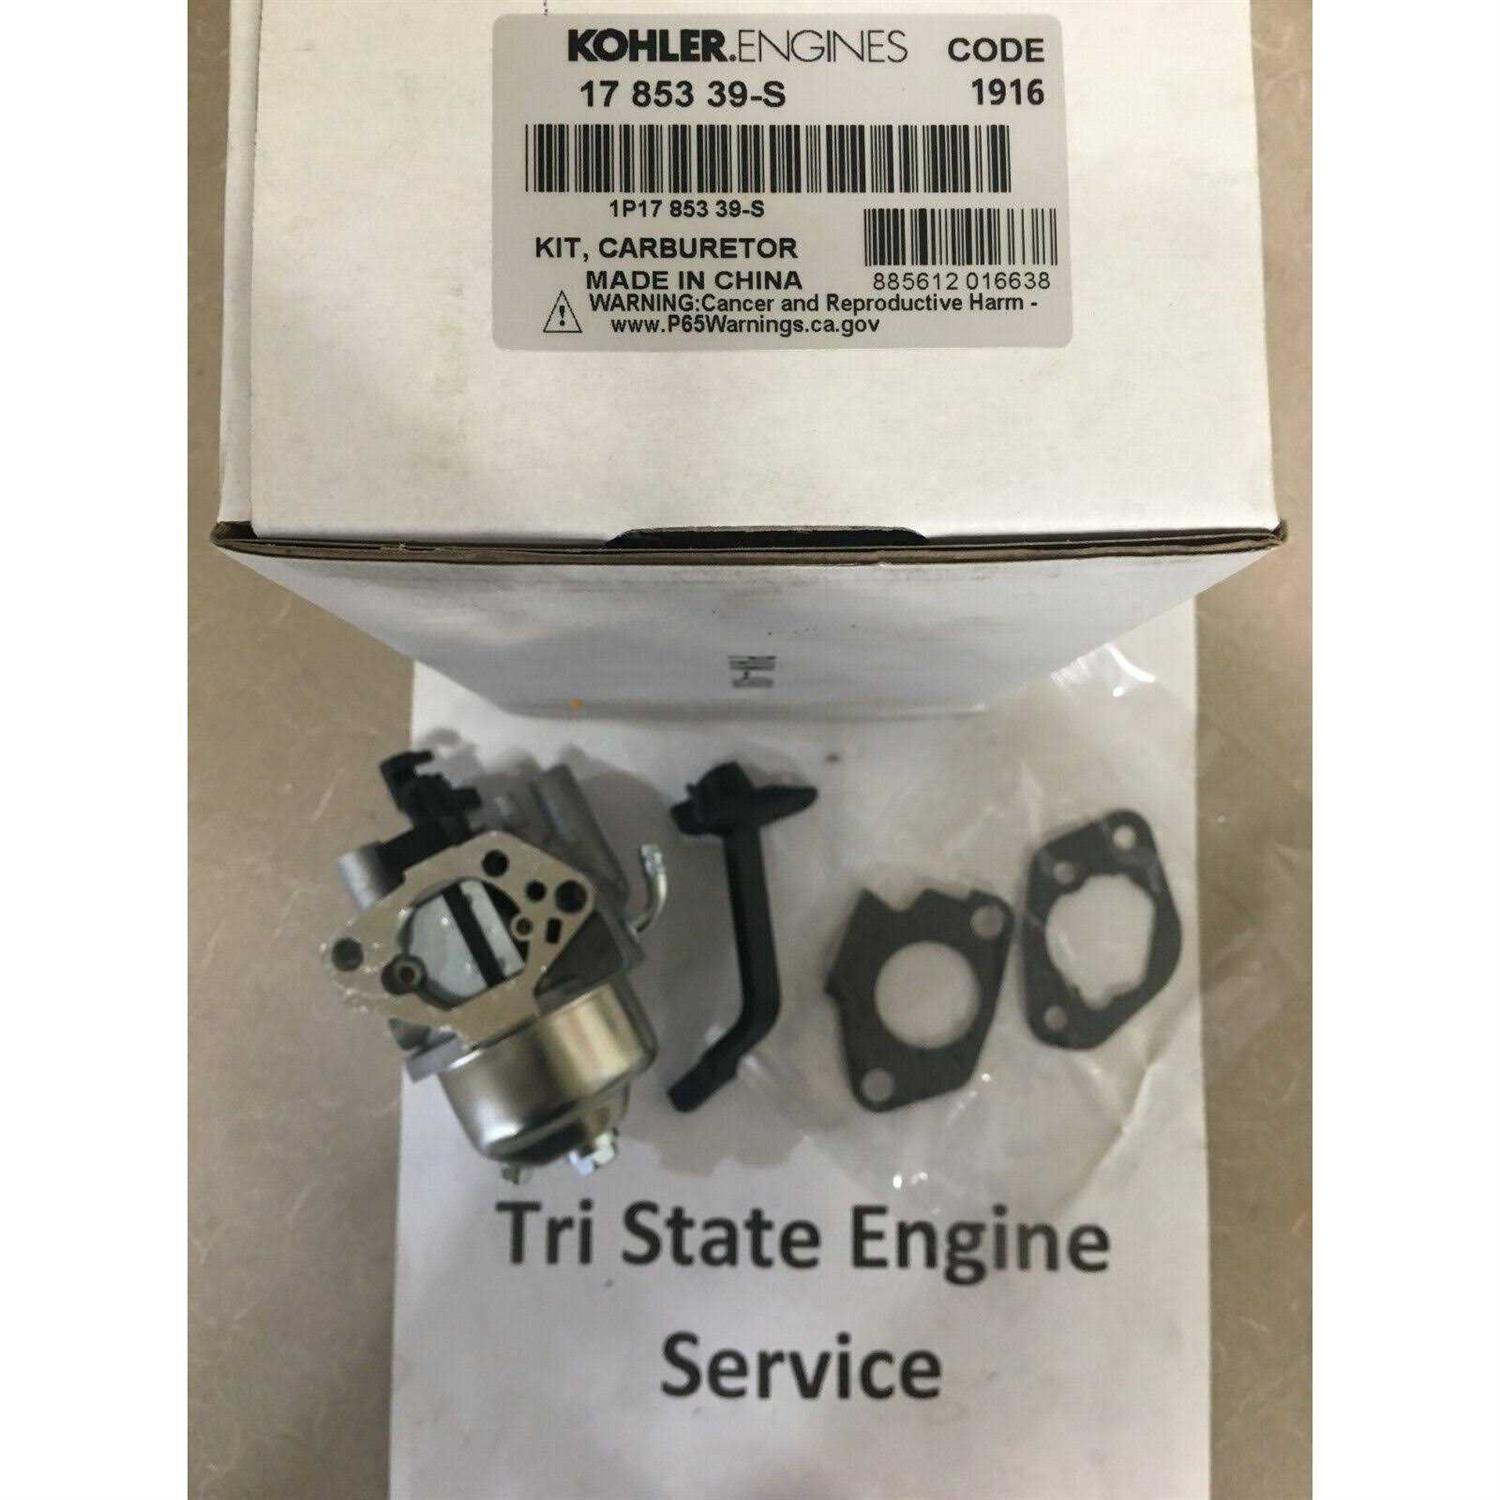 KOHLER.ENGINES CODE
17 853 39-S 1916
1P17 853 39-S
KIT, CARBURETOR
MADE IN CHINA 885612 016638
WARNING:Cancer and Reproductive Harm -
www.P65Warnings.ca.gov
Tri State Engine
Service